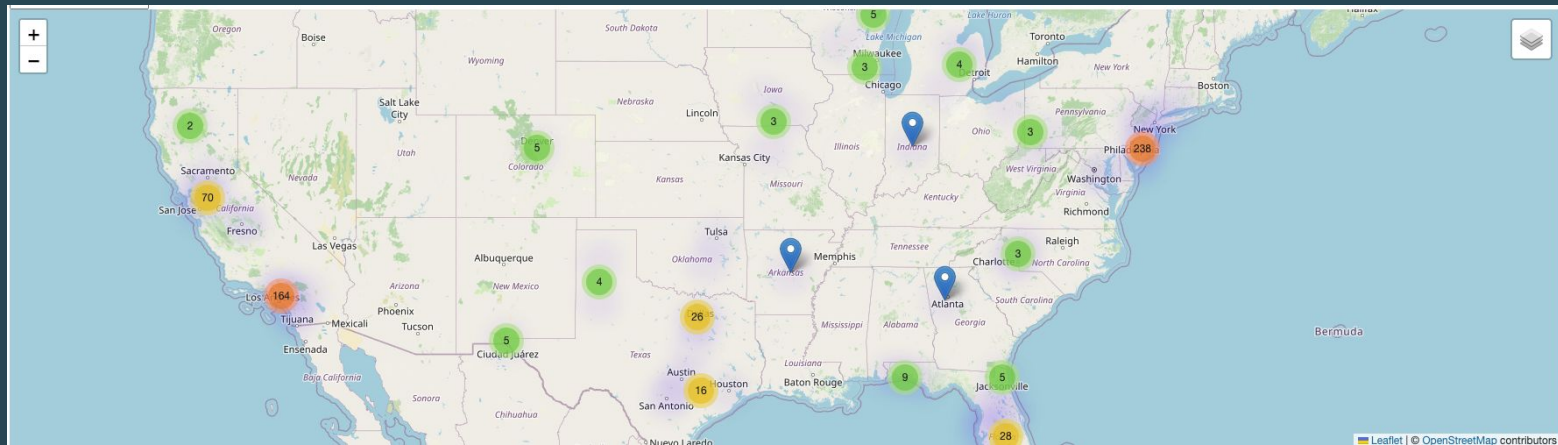 +
−
Oregon
Boise
South Dakota
5
Lake Huron
Lake Michigan
Toronto
Milwaukee
Hamilton
3
4
Detroit
Chicago
New York
Boston
Wyoming
Salt Lake
City
Nebraska
Lincoln
Iowa
3
2
Denver
5
Colorado
Utah
Nevada
Kansas City
Illinois
Indiana
Ohio
3
Pennsylvania
New York
238
Washington
West Virginia
Virginia
Richmond
Sacramento
70
San Jose
California
Fresno
Kansas
Missouri
Kentucky
Las Vegas
Tulsa
Albuquerque
Oklahoma
Arkansas
Memphis
Tennessee
Raleigh
Charlotte
3
North Carolina
4
164
Arizona
New Mexico
Phoenix
Tucson
Tijuana
Mexicali
Ensenada
Atlanta
South Carolina
Georgia
Alabama
Mississippi
26
Bermuda
5
Ciudad Juárez
Texas
Louisiana
Baja California
Sonora
Chihuahua
Austin
16
Houston
San Antonio
Baton Rouge
9
5
Jacksonville
28
Nuevo Laredo
Leaflet | © OpenStreetMap contributors